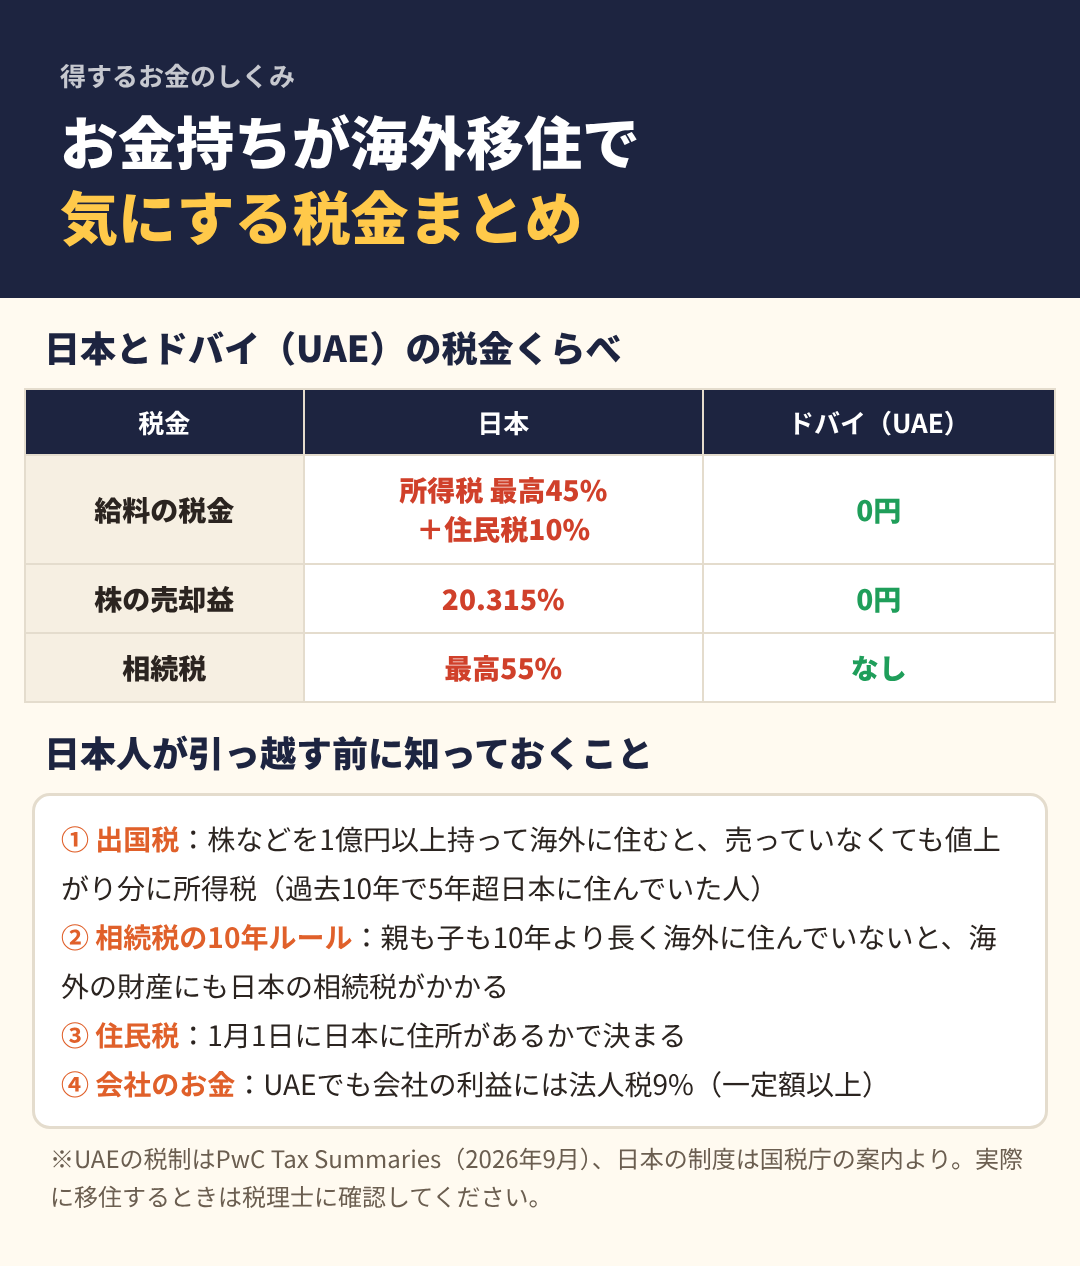 得するお金のしくみ
お金持ちが海外移住で
気にする税金まとめ
日本とドバイ（UAE）の税金くらべ
税金
日本
ドバイ（UAE）
給料の税金
所得税 最高45%
＋住民税10%
0円
株の売却益
20.315%
0円
相続税
最高55%
なし
日本人が引っ越す前に知っておくこと
① 出国税：株などを1億円以上持って海外に住むと、売っていなくても値上
がり分に所得税（過去10年で5年超日本に住んでいた人）
② 相続税の10年ルール：親も子も10年より長く海外に住んでいないと、海
外の財産にも日本の相続税がかかる
③ 住民税：1月1日に日本に住所があるかで決まる
④ 会社のお金：UAEでも会社の利益には法人税9%（一定額以上）
※UAEの税制はPwC Tax Summaries（2026年9月）、日本の制度は国税庁の案内より。実際
に移住するときは税理士に確認してください。